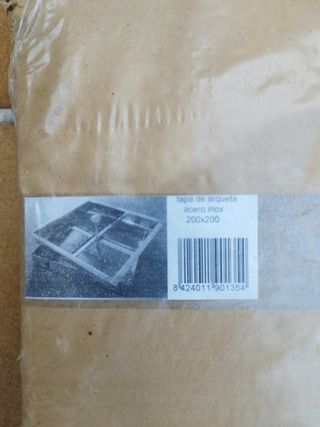 tapa de arqueta
acero inox
200x200
8 424011 901354